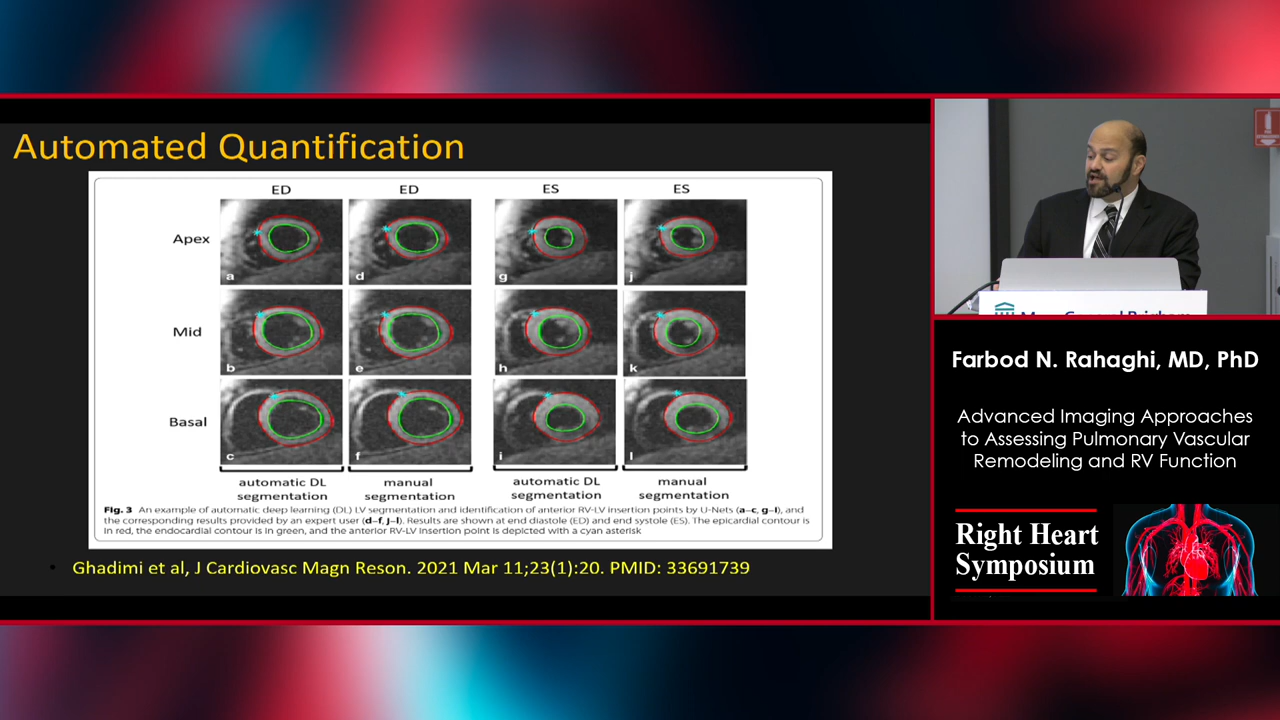 Automated Quantification
ED ED ES ES
Apex
a d g j
Mid
b e h k
Basal
c f i l
automatic DL segmentation
manual segmentation
automatic DL segmentation
manual segmentation
Fig. 3 An example of automatic deep learning (DL) LV segmentation and identification of anterior RV-LV insertion points by U-Nets (a–c, g–i), and
the corresponding results provided by an expert user (d–f, j–l). Results are shown at end diastole (ED) and end systole (ES). The epicardial contour is
in red, the endocardial contour is in green, and the anterior RV-LV insertion point is depicted with a cyan asterisk
• Ghadimi et al, J Cardiovasc Magn Reson. 2021 Mar 11;23(1):20. PMID: 33691739
Farbod N. Rahaghi, MD, PhD
Advanced Imaging Approaches
to Assessing Pulmonary Vascular
Remodeling and RV Function
Right Heart
Symposium